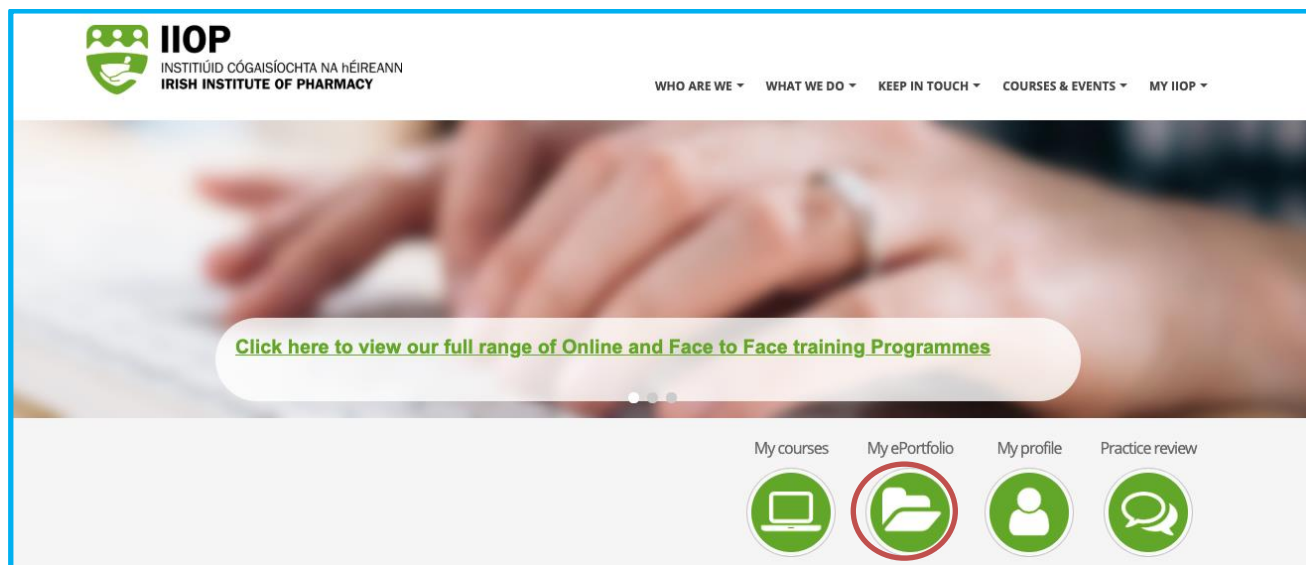 IIOP
INSTITIÚID CÓGAISÍOCHTA NA hÉIREANN
IRISH INSTITUTE OF PHARMACY
WHO ARE WE WHAT WE DO KEEP IN TOUCH COURSES & EVENTS MY IIOP
Click here to view our full range of Online and Face to Face training Programmes
My courses My ePortfolio My profile Practice review